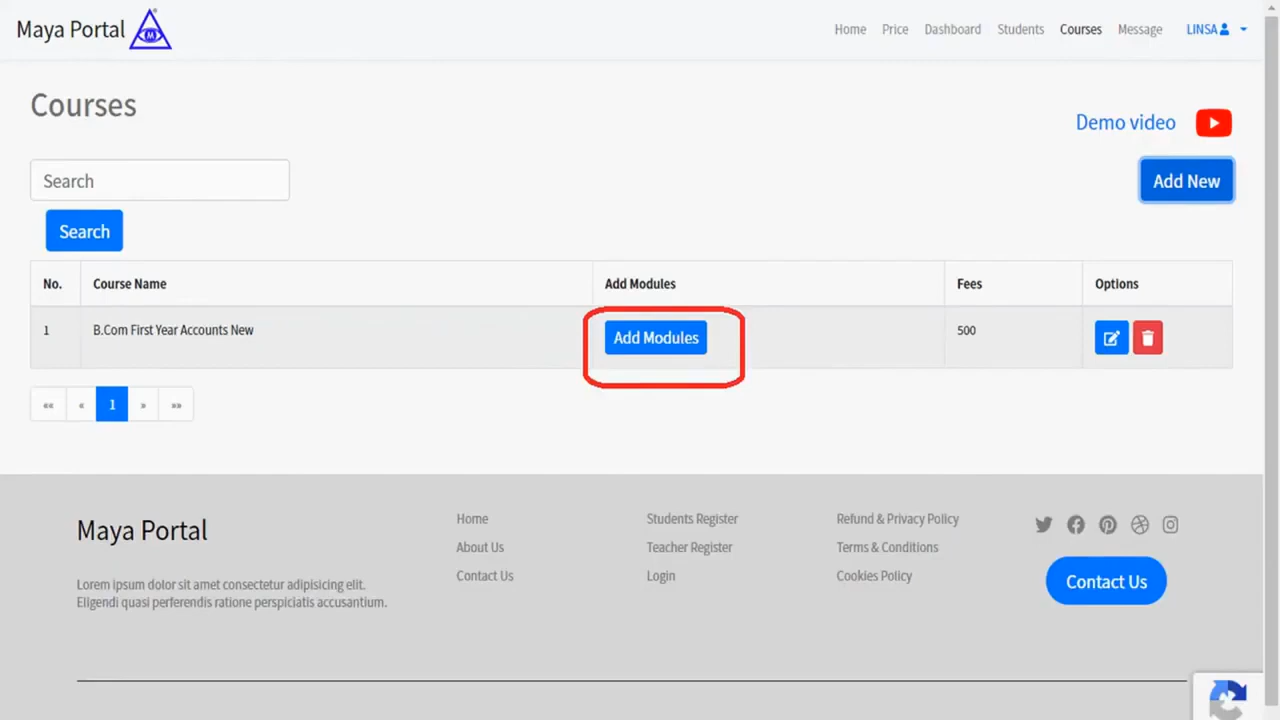 Maya Portal
M
Home Price Dashboard Students Courses Message LINSA
Courses
Demo video
Search
Add New
Search
No. Course Name Add Modules Fees Options
1 B.Com First Year Accounts New Add Modules 500
«« « 1 » »»
Maya Portal
Lorem ipsum dolor sit amet consectetur adipisicing elit.
Eligendi quasi perferendis ratione perspiciatis accusantium.
Home
About Us
Contact Us
Students Register
Teacher Register
Login
Refund & Privacy Policy
Terms & Conditions
Cookies Policy
Contact Us